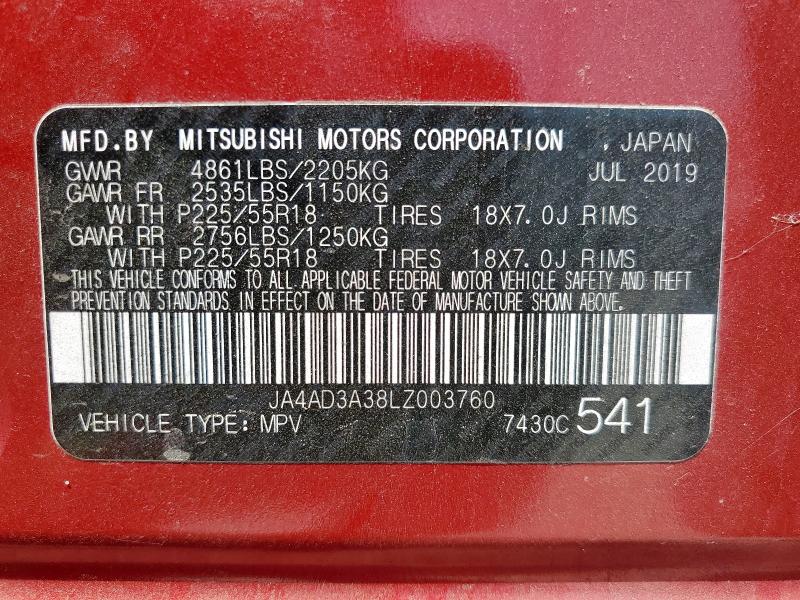 MFD.BY MITSUBISHI MOTORS CORPORATION , JAPAN
GVWR 4861LBS/2205KG JUL 2019
GAWR FR 2535LBS/1150KG
WITH P225/55R18 TIRES 18X7.0J RIMS
GAWR RR 2756LBS/1250KG
WITH P225/55R18 TIRES 18X7.0J RIMS
THIS VEHICLE CONFORMS TO ALL APPLICABLE FEDERAL MOTOR VEHICLE SAFETY AND THEFT
PREVENTION STANDARDS IN EFFECT ON THE DATE OF MANUFACTURE SHOWN ABOVE.
JA4AD3A38LZ003760
VEHICLE TYPE: MPV 7430C 541